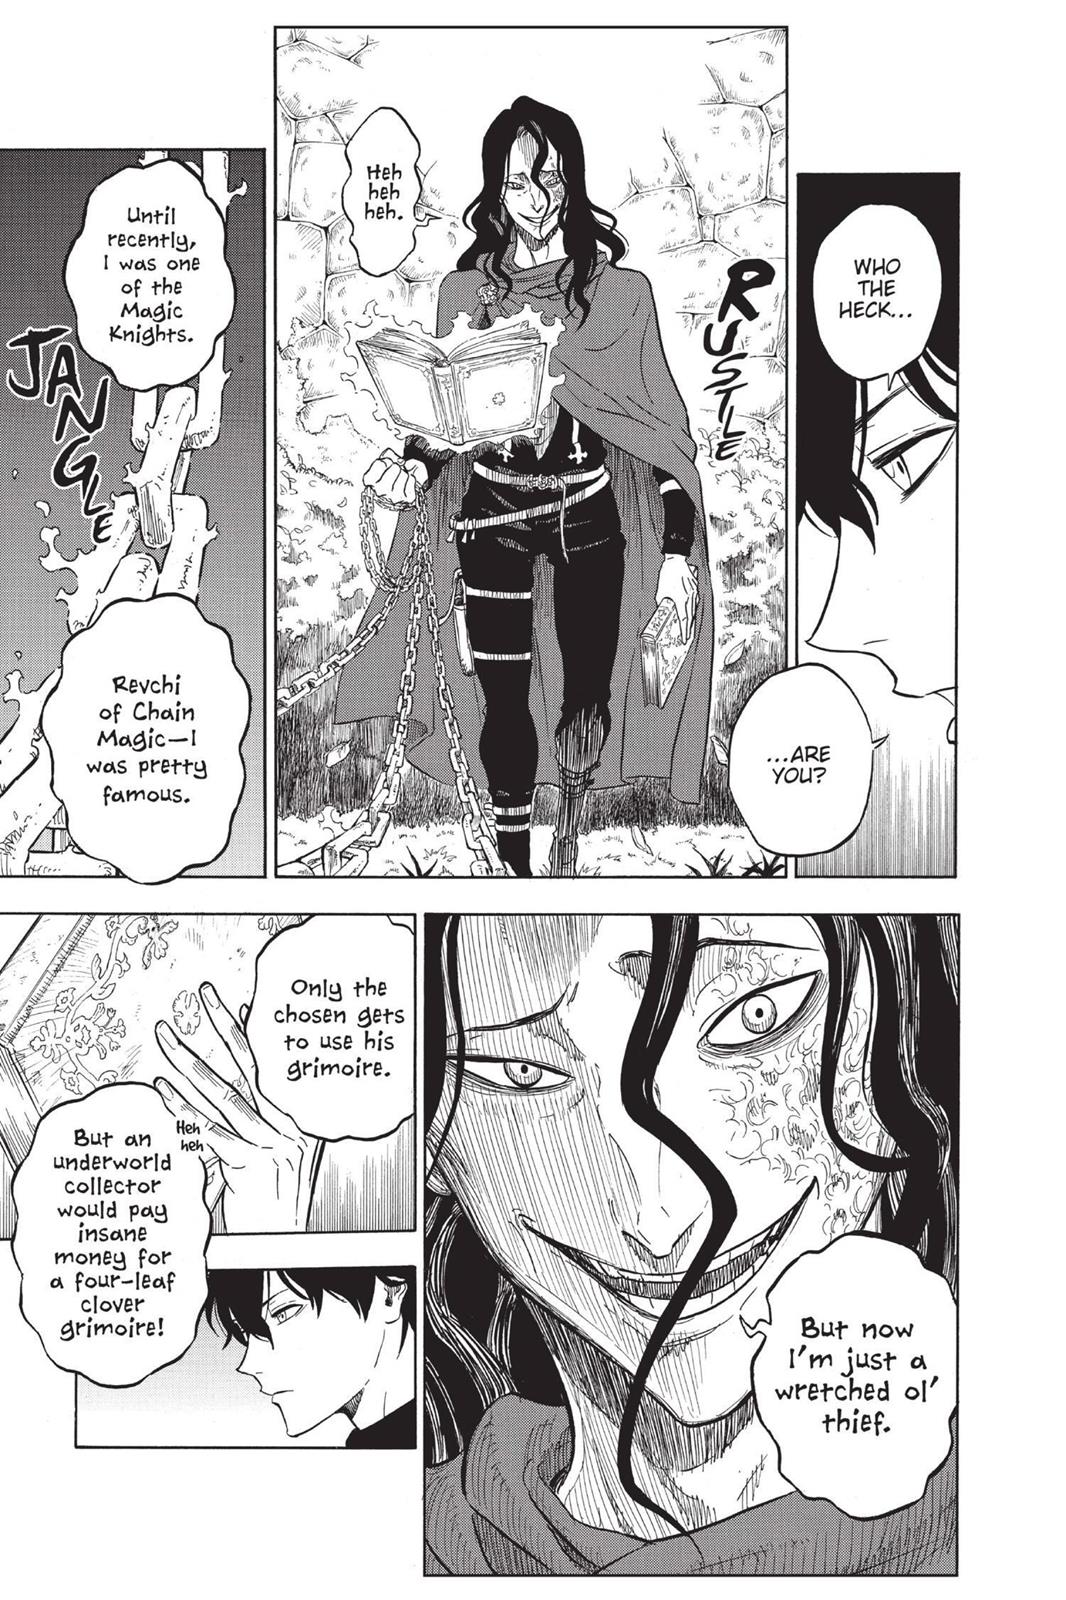 WHO
THE
HECK...
...ARE
YOU?
RUSTLE
Heh
heh
heh.
Until
recently,
I was one
of the
Magic
Knights.
JANGLE
Revchi
of Chain
Magic—I
was pretty
famous.
But now
I'm just a
wretched ol'
thief.
Only the
chosen gets
to use his
grimoire.
Heh
heh
But an
underworld
collector
would pay
insane
money for
a four-leaf
clover
grimoire!